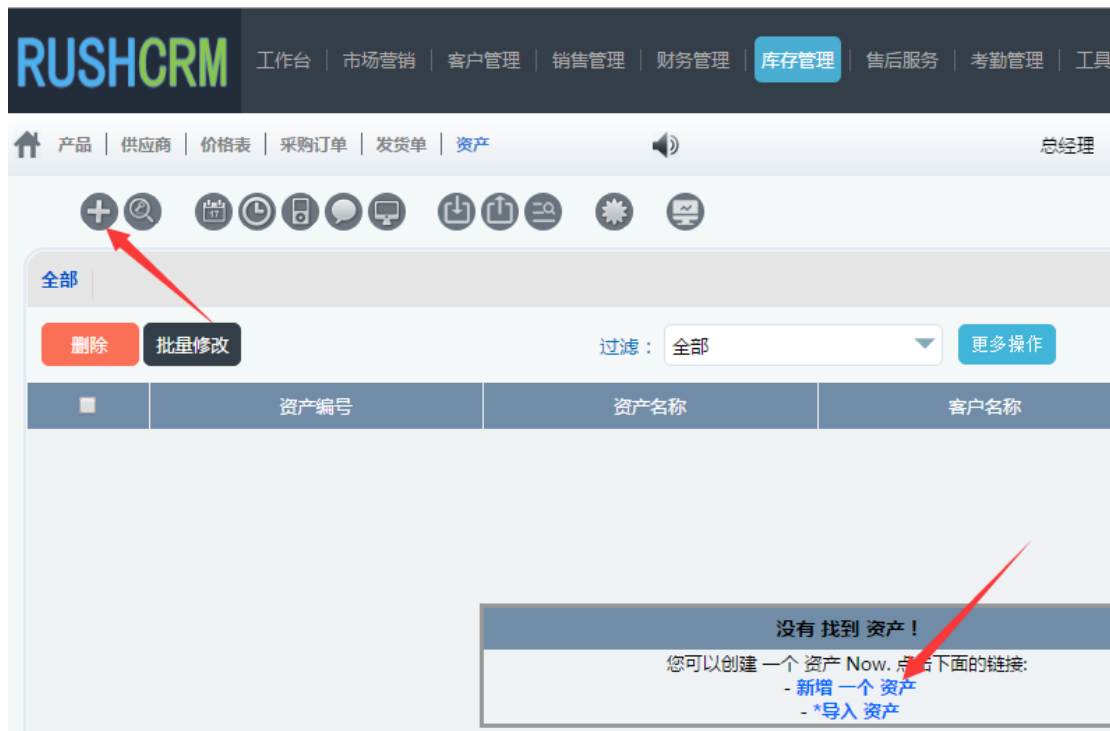 RUSHCRM 工作台 市场营销 客户管理 销售管理 财务管理 库存管理 售后服务 考勤管理 工具
产品 供应商 价格表 采购订单 发货单 资产 总经理
17
全部
删除 批量修改 过滤： 全部 更多操作
资产编号 资产名称 客户名称
没有 找到 资产！
您可以创建 一个 资产 Now. 点击下面的链接:
- 新增 一个 资产
- *导入 资产